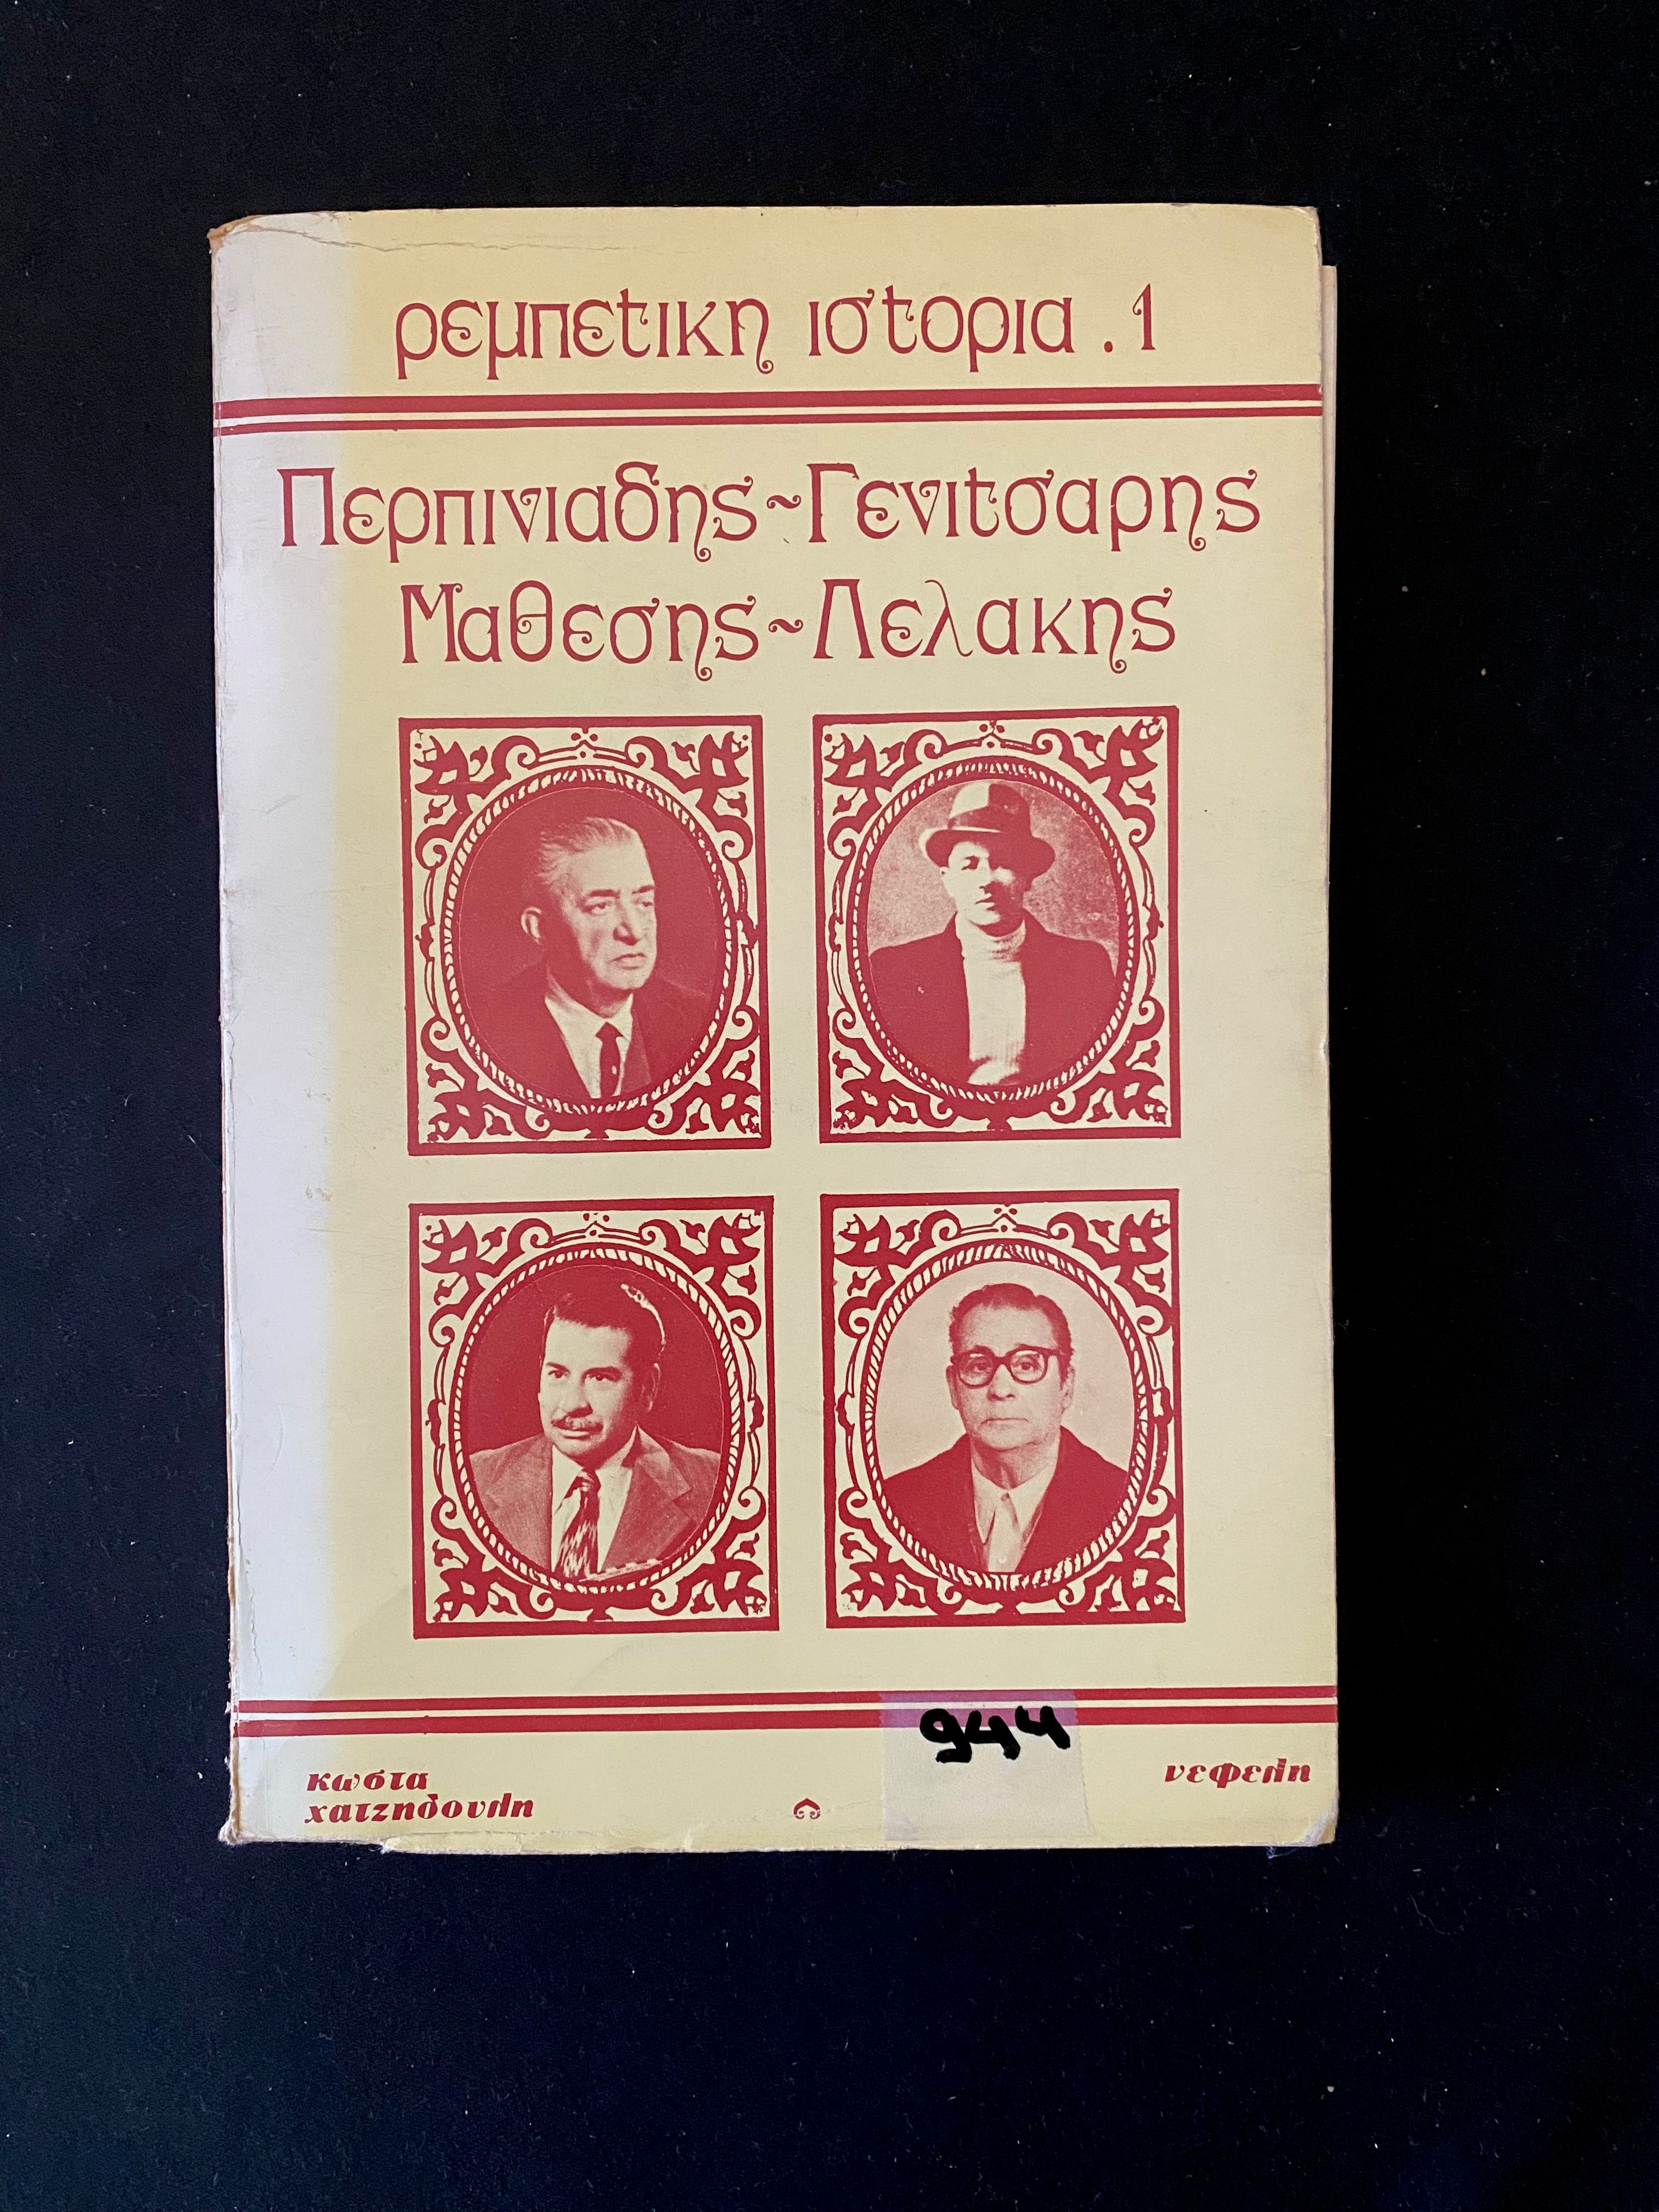 ρεμπετικη ιστορια . 1
Περπινιαδης~Γενιτσαρης
Μαθεσης~Λελακης
944
κωστα
χατζηδουλη
νεφελη